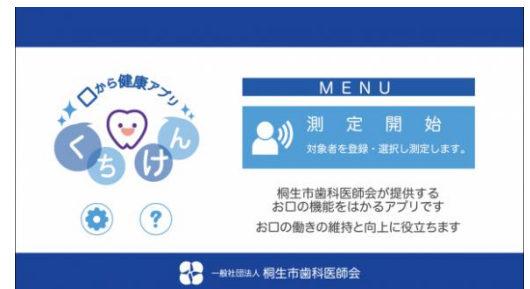 口から健康アプリ
くちけん
?
MENU
測定開始
対象者を登録・選択し測定します。
桐生市歯科医師会が提供する
お口の機能をはかるアプリです
お口の働きの維持と向上に役立ちます
一般社団法人 桐生市歯科医師会